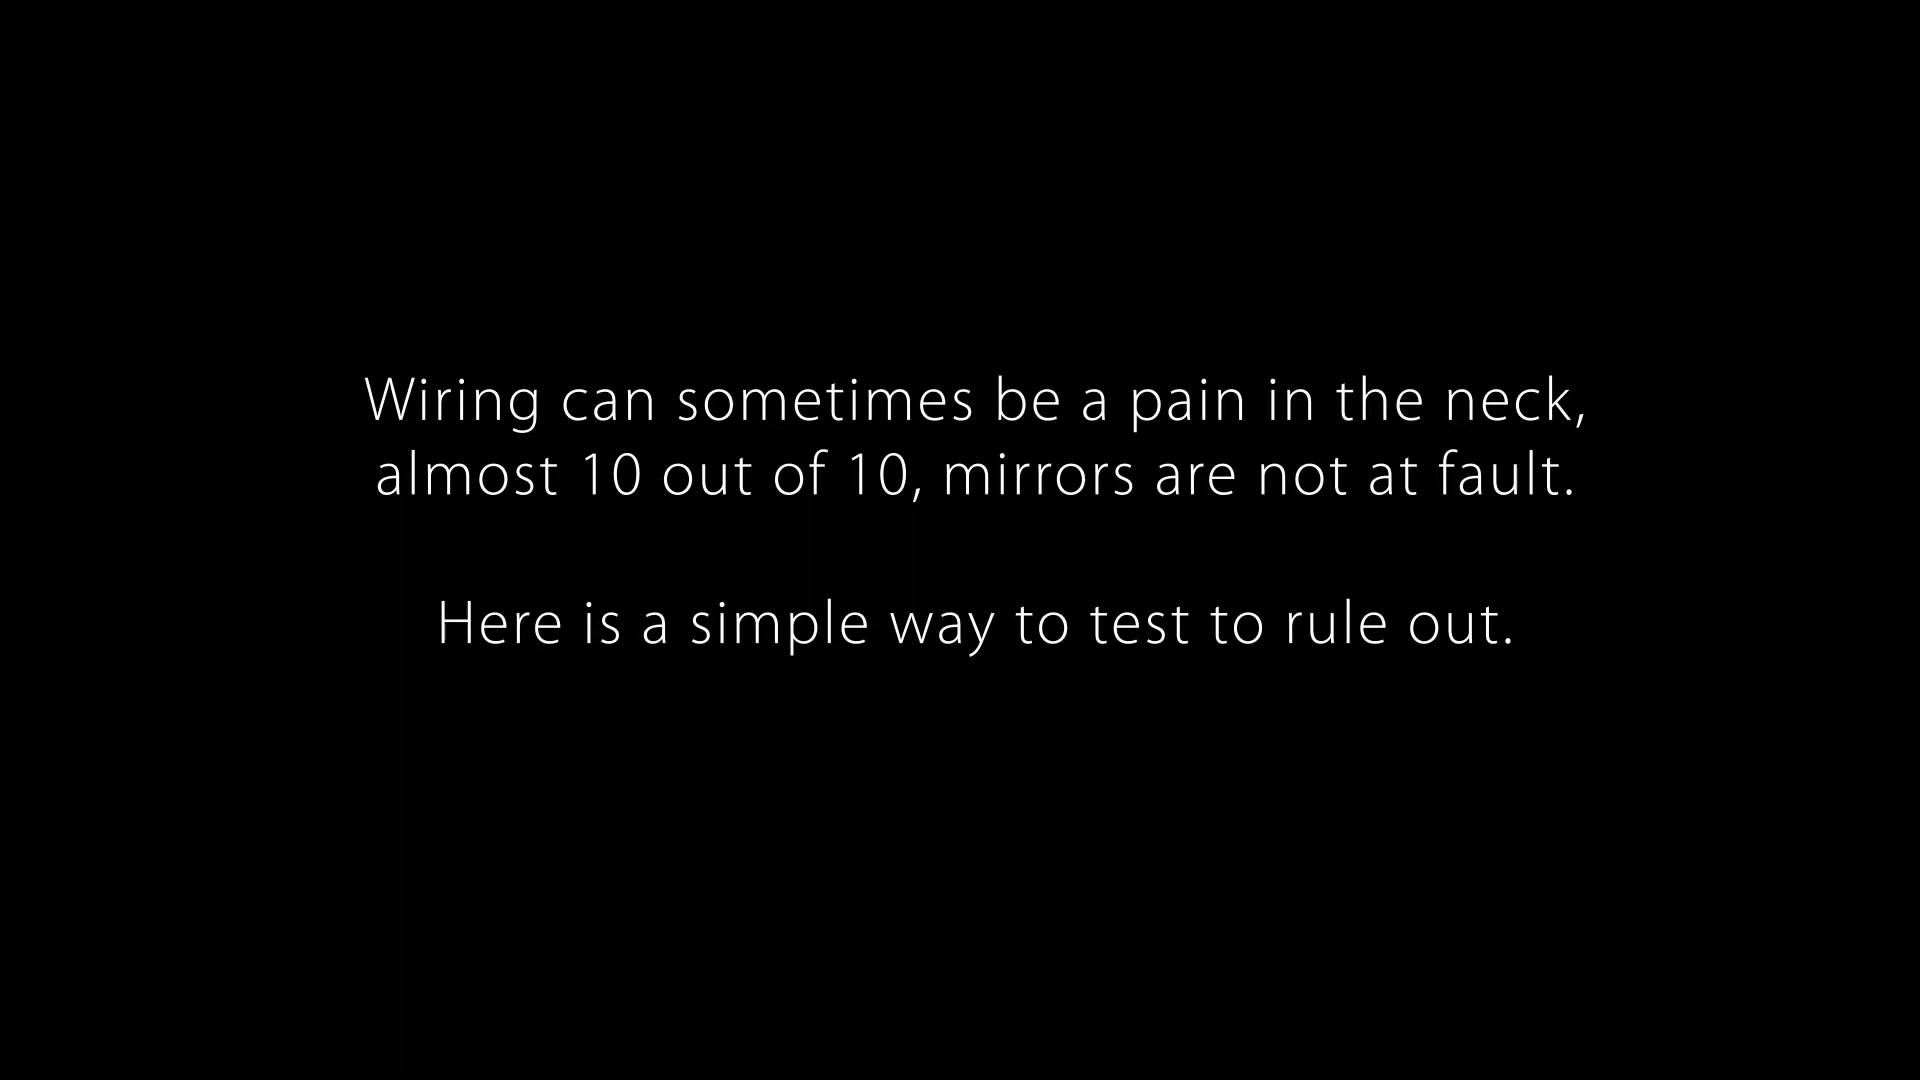 Wiring can sometimes be a pain in the neck,
almost 10 out of 10, mirrors are not at fault.
Here is a simple way to test to rule out.